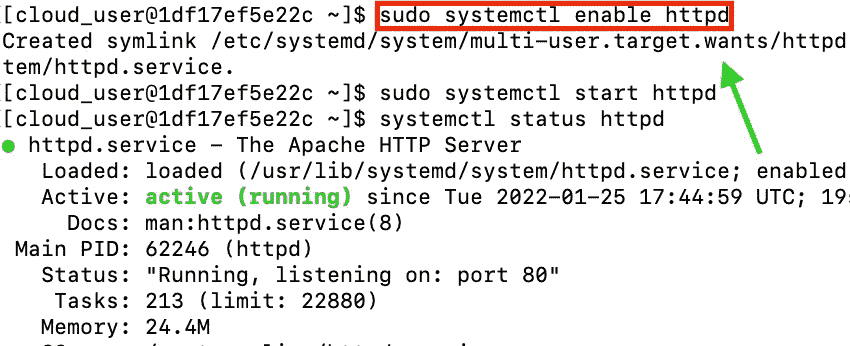 [cloud_user@1df17ef5e22c ~]$ sudo systemctl enable httpd
Created symlink /etc/systemd/system/multi-user.target.wants/httpd
tem/httpd.service.
[cloud_user@1df17ef5e22c ~]$ sudo systemctl start httpd
[cloud_user@1df17ef5e22c ~]$ systemctl status httpd
● httpd.service – The Apache HTTP Server
Loaded: loaded (/usr/lib/systemd/system/httpd.service; enabled
Active: active (running) since Tue 2022-01-25 17:44:59 UTC; 19
Docs: man:httpd.service(8)
Main PID: 62246 (httpd)
Status: "Running, listening on: port 80"
Tasks: 213 (limit: 22880)
Memory: 24.4M